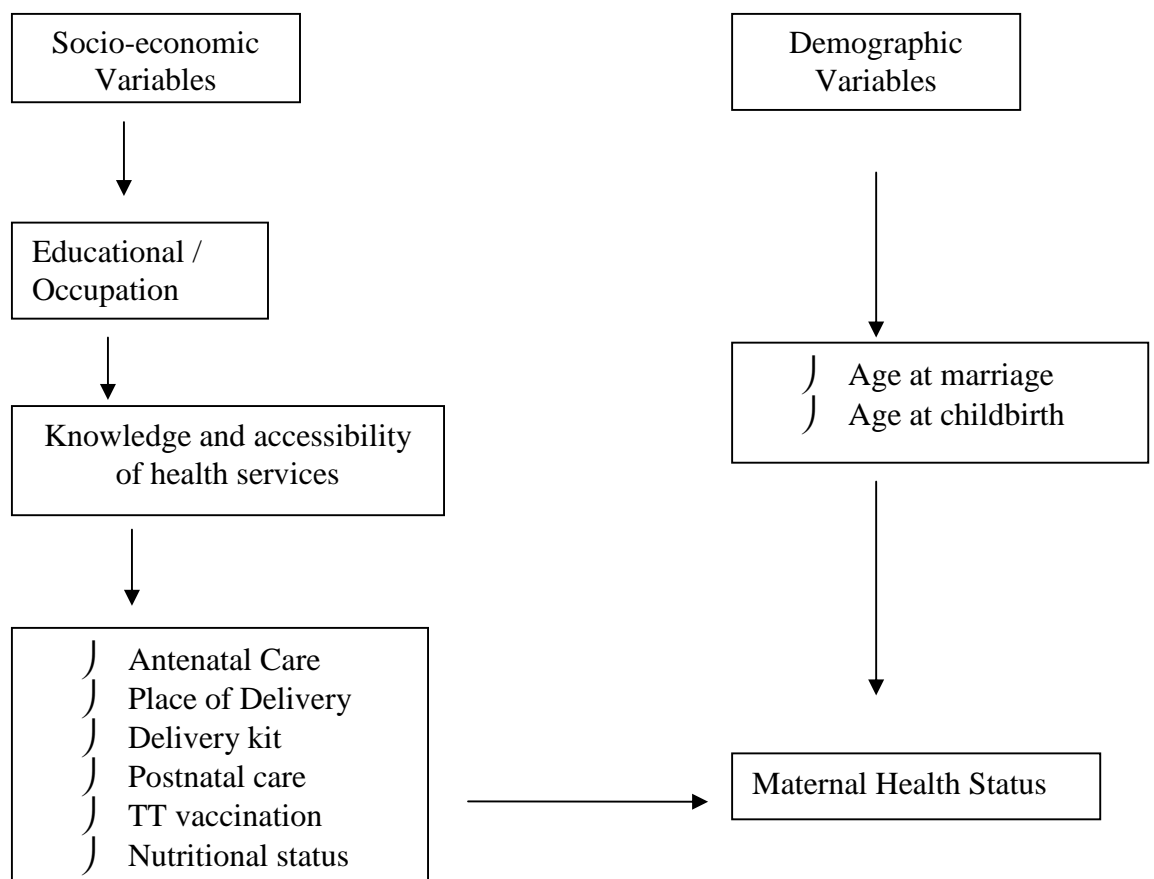 Socio-economic
Variables
Demographic
Variables
Educational /
Occupation
Age at marriage
Age at childbirth
Knowledge and accessibility
of health services
Antenatal Care
Place of Delivery
Delivery kit
Postnatal care
TT vaccination
Nutritional status
Maternal Health Status